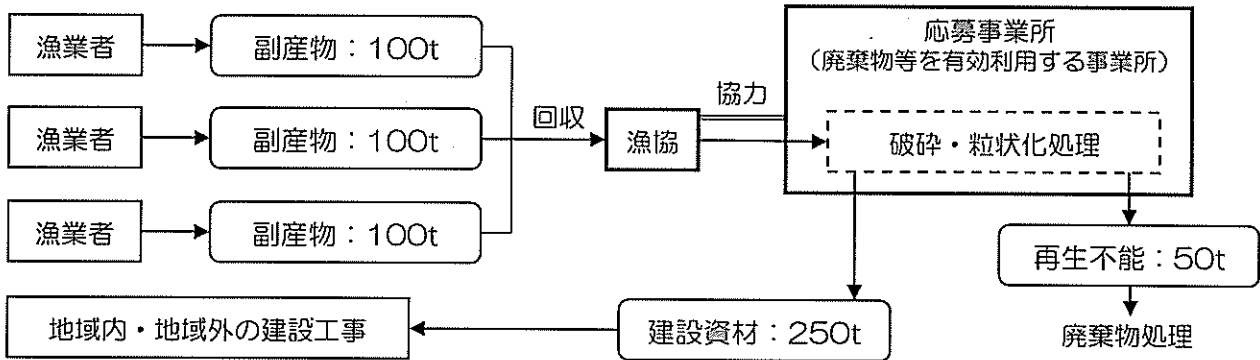 漁業者
副産物：100t
漁業者
副産物：100t
漁業者
副産物：100t
回収
漁協
協力
応募事業所
（廃棄物等を有効利用する事業所）
破砕・粒状化処理
再生不能：50t
廃棄物処理
建設資材：250t
地域内・地域外の建設工事